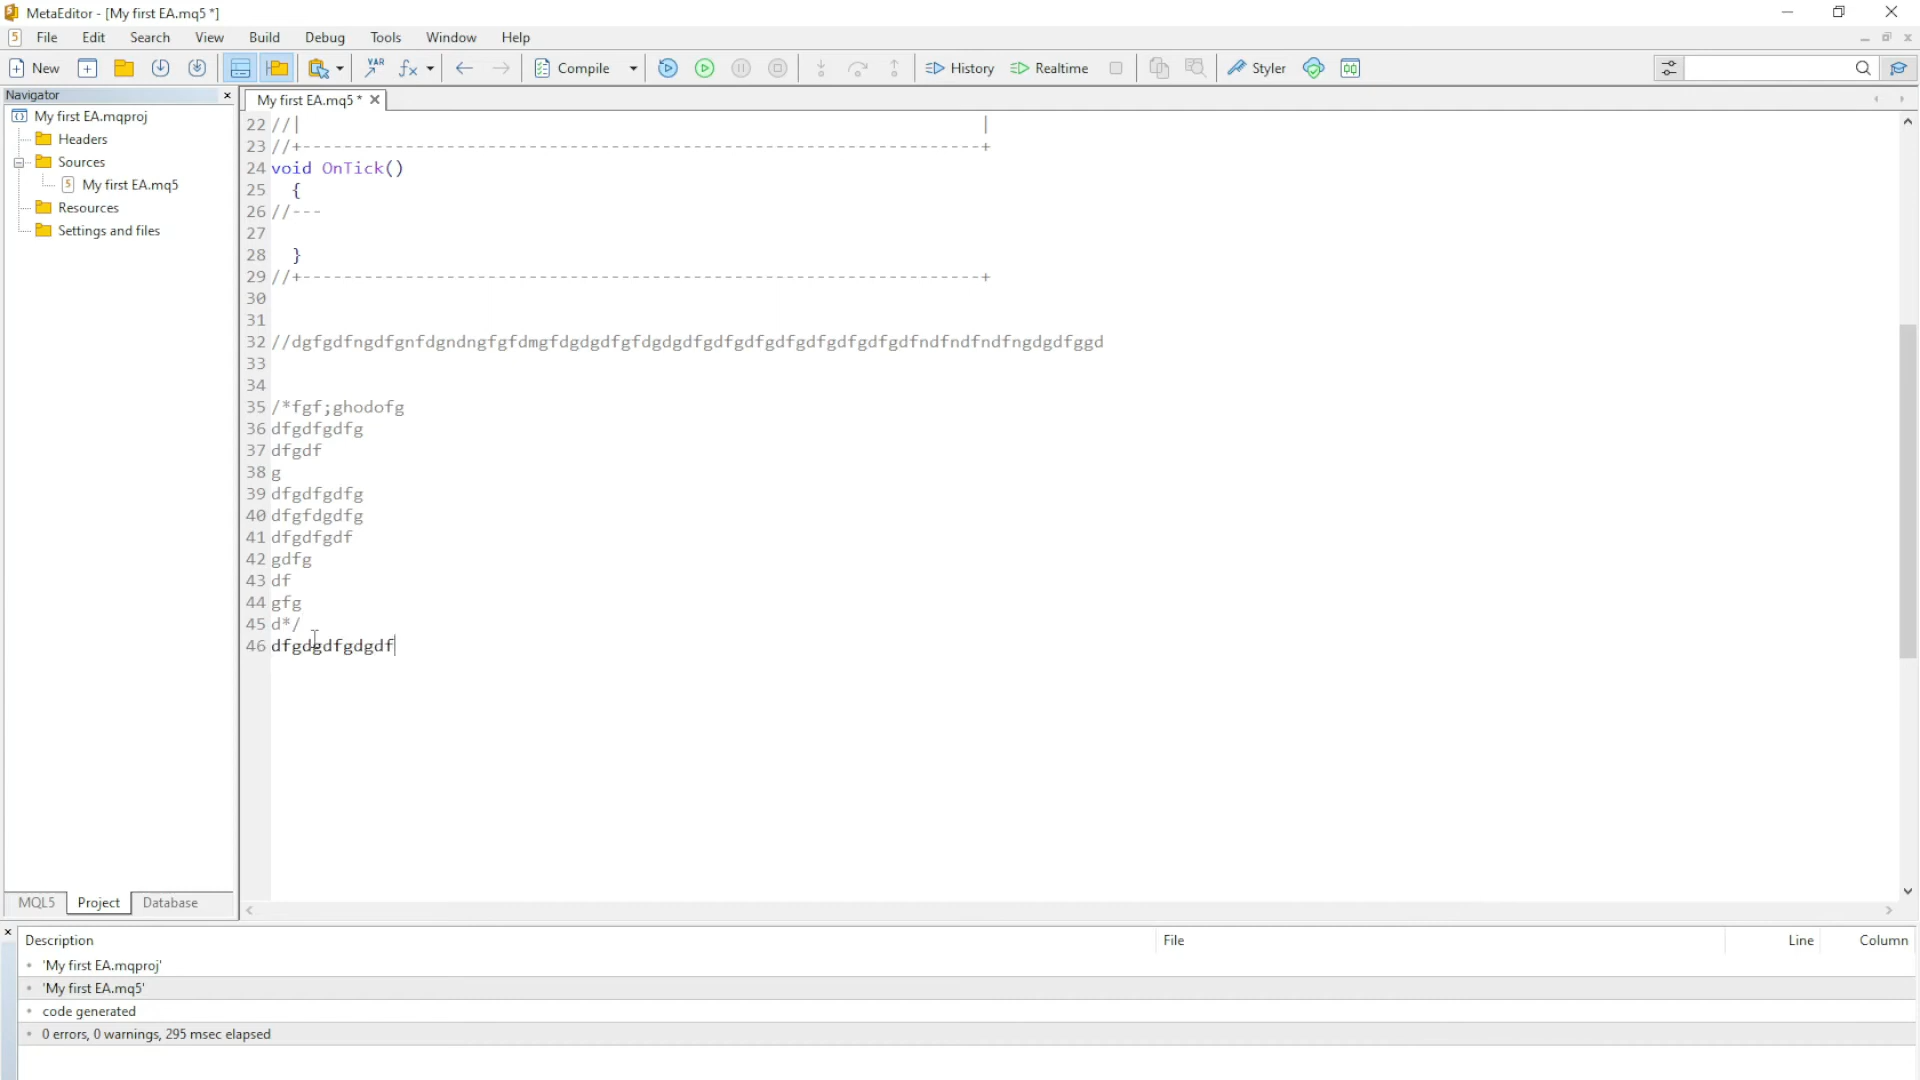 MetaEditor - [My first EA.mq5 *]
File Edit Search View Build Debug Tools Window Help
New VAR fx Compile History Realtime Styler
Navigator
My first EA.mq5 *
My first EA.mqproj
Headers
Sources
My first EA.mq5
Resources
Settings and files
22 //| |
23 //+------------------------------------------------------------------+
24 void OnTick()
25 {
26 //---
27
28 }
29 //+------------------------------------------------------------------+
30
31
32 //dgfgdfngdfgnfdgndngfgfdmgfdgdgdfgfdgdgdfgdfgdfgdfgdfgdfgdfgdfndfndfndfngdgdfggd
33
34
35 /*fgf;ghodofg
36 dfgdfgdfg
37 dfgdf
38 g
39 dfgdfgdfg
40 dfgfdgdfg
41 dfgdfgdf
42 gdfg
43 df
44 gfg
45 d*/
46 dfgdgdfgdgdf
MQL5 Project Database
Description File Line Column
'My first EA.mqproj'
'My first EA.mq5'
code generated
0 errors, 0 warnings, 295 msec elapsed